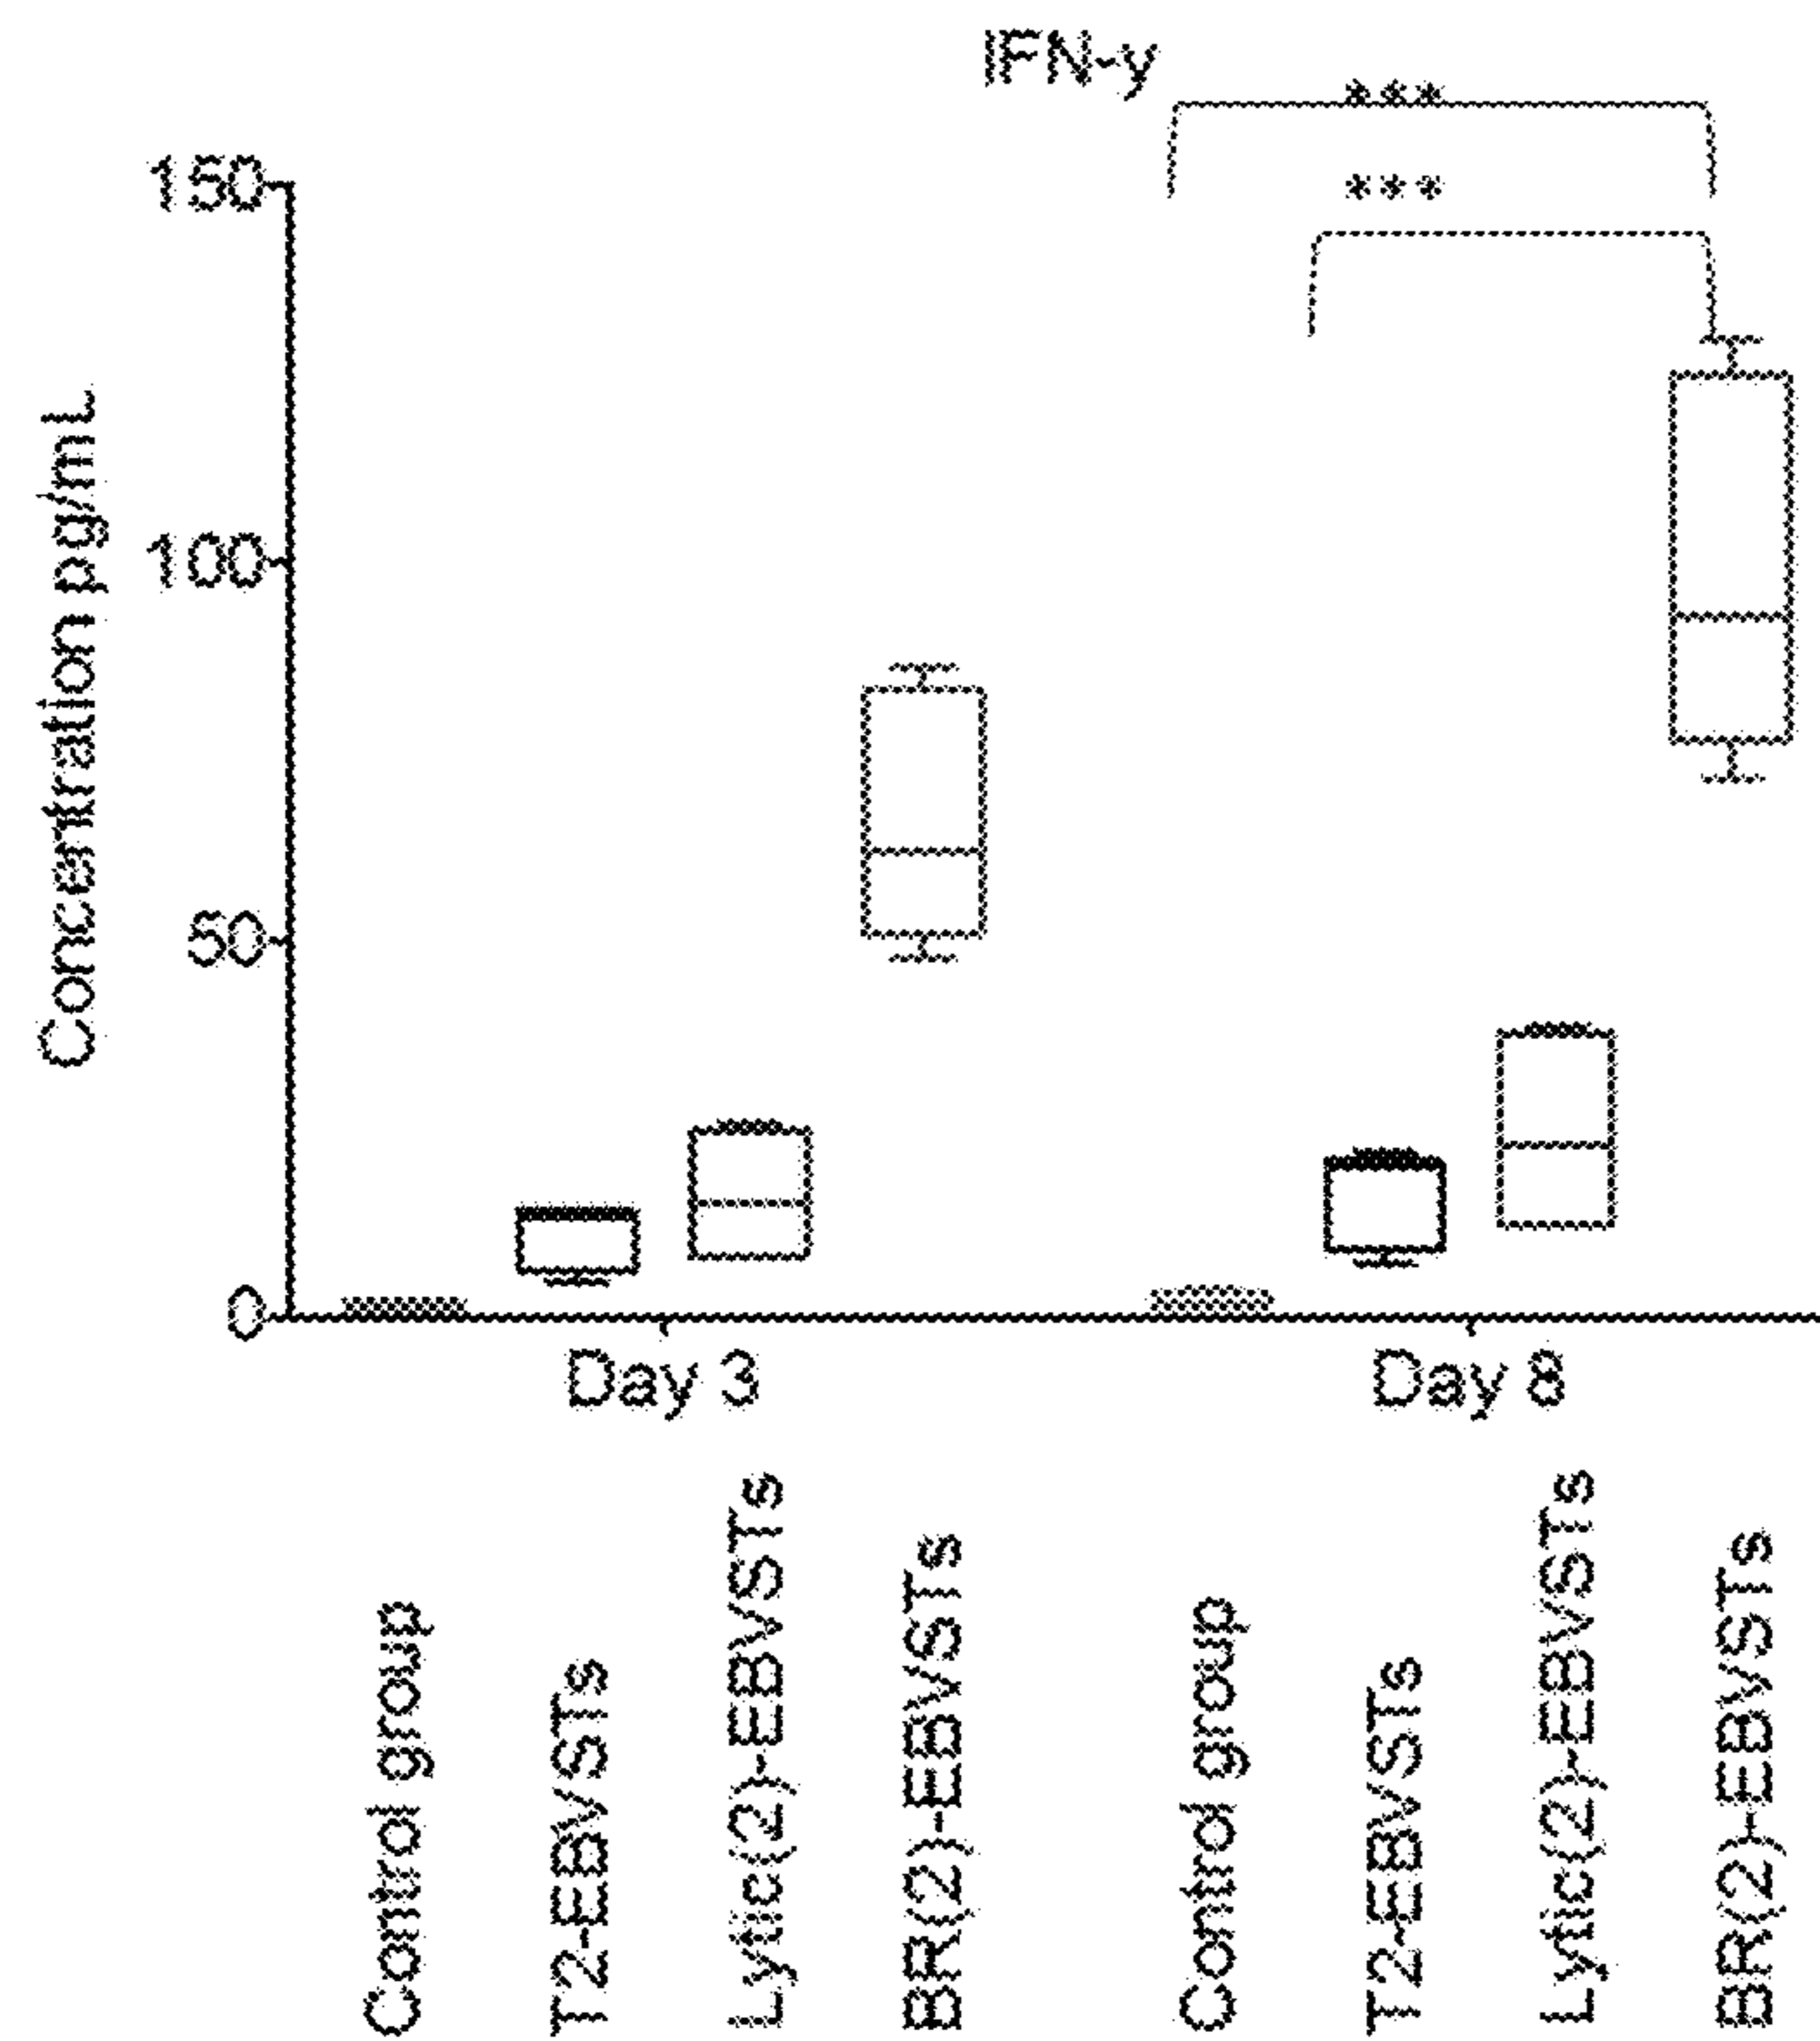 IFN-y
***
***
150
100
50
0
Concentration pg/mL
Day 3
Day 8
Control group
T2-EBVSTs
Lytic(2)-EBVSTs
BR(2)-EBVSTs
Control group
T2-EBVSTs
Lytic(2)-EBVSTs
BR(2)-EBVSTs